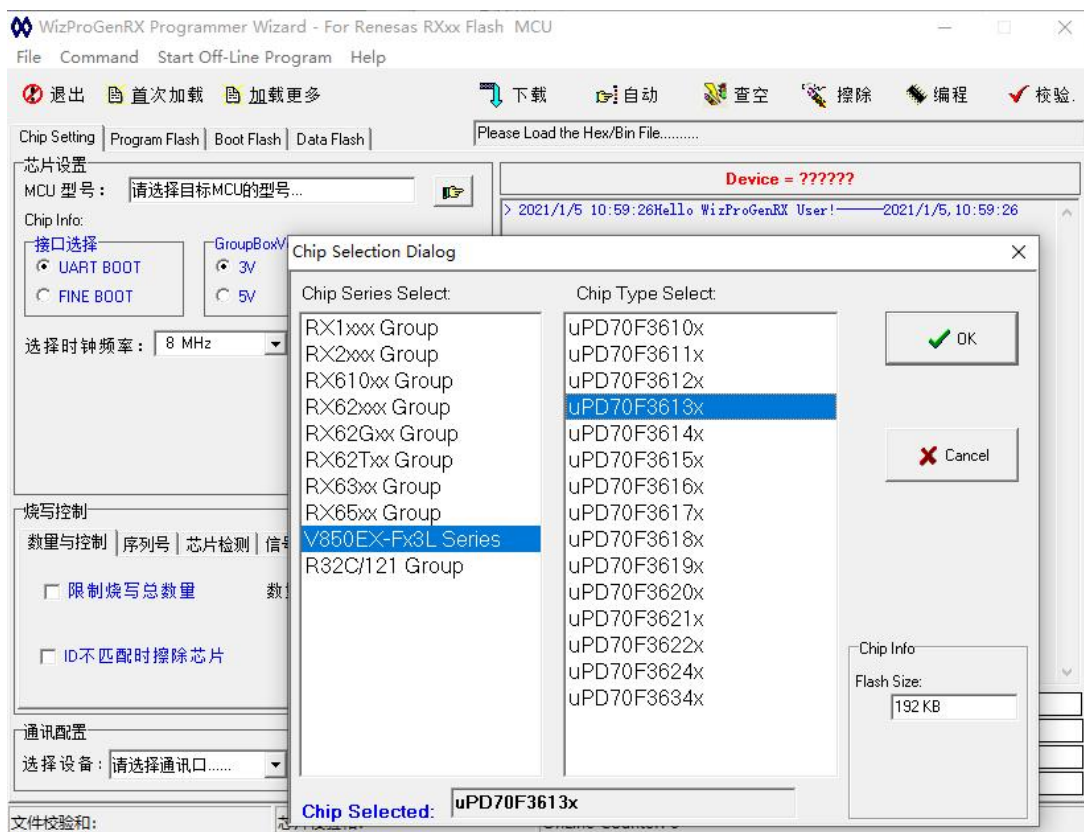 WizProGenRX Programmer Wizard - For Renesas RXxx Flash MCU
File Command Start Off-Line Program Help
退出 首次加载 加载更多 下载 自动 查空 擦除 编程 校验.
Chip Setting Program Flash Boot Flash Data Flash
Please Load the Hex/Bin File..........
芯片设置
MCU 型号： 请选择目标MCU的型号...
Device = ??????
Chip Info:
> 2021/1/5 10:59:26Hello WizProGenRX User!————2021/1/5,10:59:26
接口选择
UART BOOT
FINE BOOT
GroupBoxV
3V
5V
选择时钟频率： 8 MHz
烧写控制
数量与控制 序列号 芯片检测
限制烧写总数量
ID不匹配时擦除芯片
通讯配置
选择设备： 请选择通讯口......
文件校验和:
Chip Selection Dialog
Chip Series Select:
RX1xxx Group
RX2xxx Group
RX610xx Group
RX62xxx Group
RX62Gxx Group
RX62Txx Group
RX63xx Group
RX65xx Group
V850EX-Fx3L Series
R32C/121 Group
Chip Type Select:
uPD70F3610x
uPD70F3611x
uPD70F3612x
uPD70F3613x
uPD70F3614x
uPD70F3615x
uPD70F3616x
uPD70F3617x
uPD70F3618x
uPD70F3619x
uPD70F3620x
uPD70F3621x
uPD70F3622x
uPD70F3624x
uPD70F3634x
OK
Cancel
Chip Info
Flash Size:
192 KB
Chip Selected: uPD70F3613x